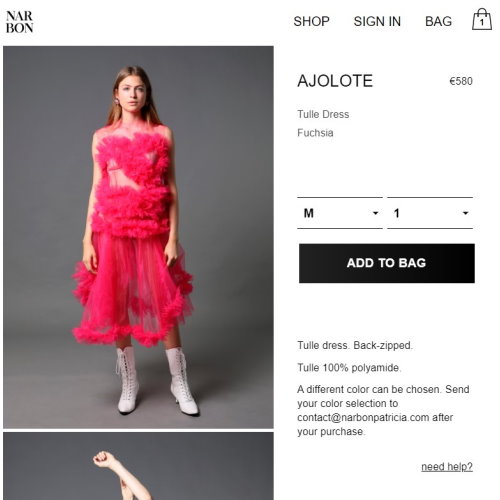 NAR
BON
SHOP SIGN IN BAG 1
AJOLOTE €580
Tulle Dress
Fuchsia
M 1
ADD TO BAG
Tulle dress. Back-zipped.
Tulle 100% polyamide.
A different color can be chosen. Send
your color selection to
contact@narbonpatricia.com after
your purchase.
need help?